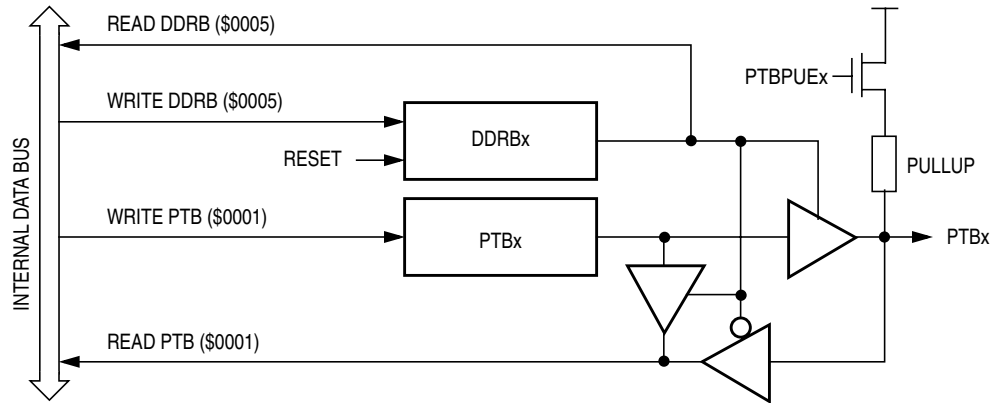 READ DDRB ($0005)
PTBPUEx
WRITE DDRB ($0005)
DDRBx
RESET
PULLUP
INTERNAL DATA BUS
WRITE PTB ($0001)
PTBx
PTBx
READ PTB ($0001)